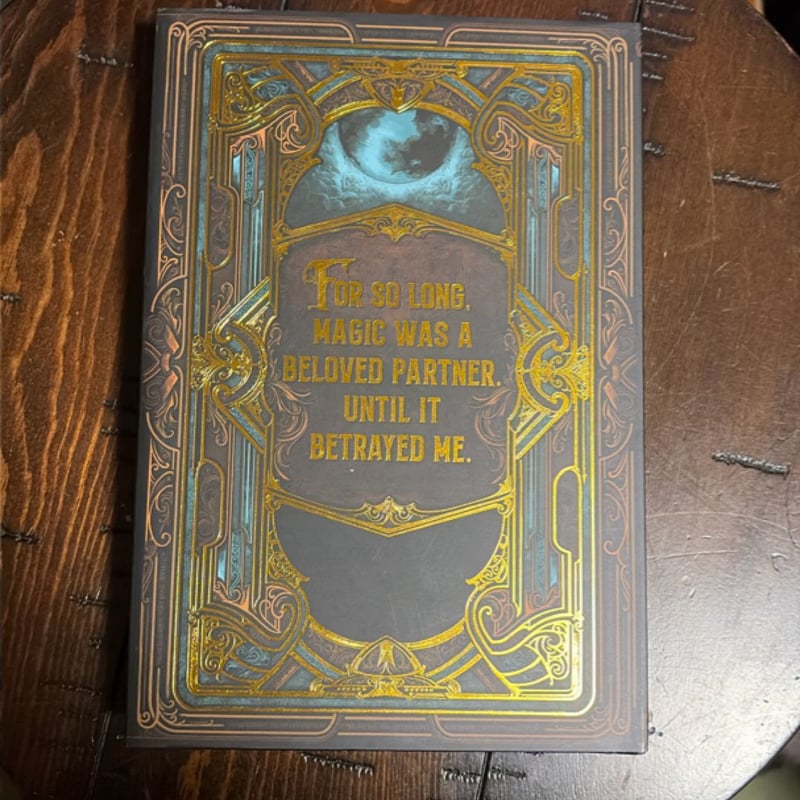 FOR SO LONG,
MAGIC WAS A
BELOVED PARTNER.
UNTIL IT
BETRAYED ME.